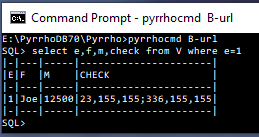 Command Prompt - pyrrhocmd B-url
E:\PyrrhoDB70\Pyrrho>pyrrhocmd B-url
SQL> select e,f,m,check from V where e=1
|-|---|-----|-----------------------|
|E|F  |M    |CHECK                  |
|-|---|-----|-----------------------|
|1|Joe|12500|23,155,155;336,155,155|
|-|---|-----|-----------------------|
SQL>